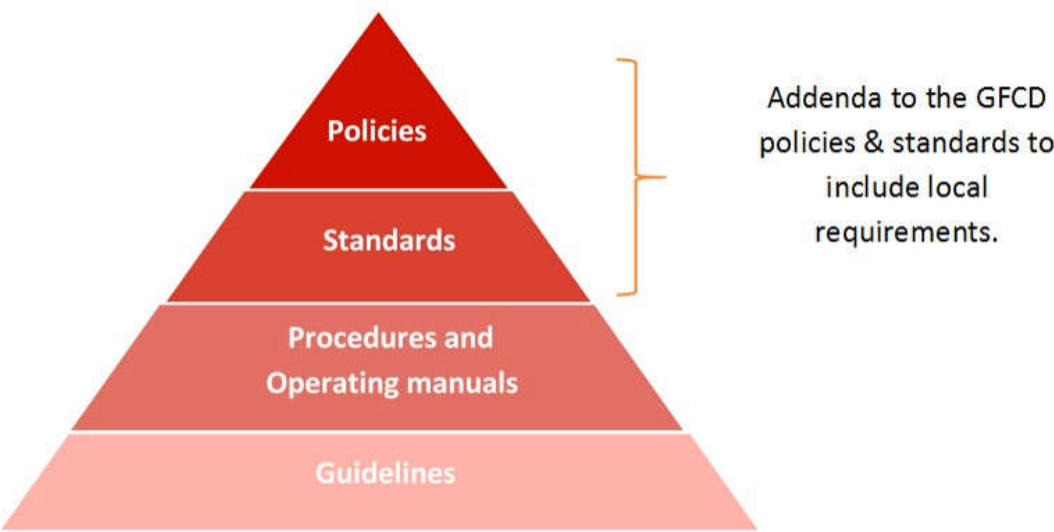 Policies
Standards
Procedures and
Operating manuals
Guidelines
Addenda to the GFCD
policies & standards to
include local
requirements.